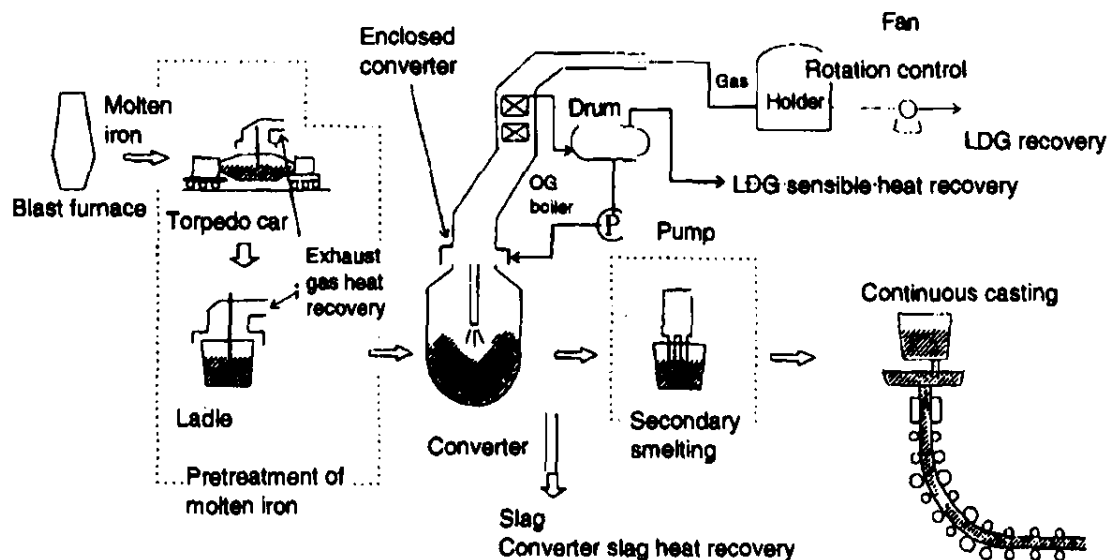 Fan
Enclosed
converter
Rotation control
Gas
Holder
Molten
iron
Drum
LDG recovery
LDG sensible heat recovery
OG
boiler
Blast furnace
Torpedo car
P
Pump
Exhaust
gas heat
recovery
Continuous casting
Ladle
Converter
Secondary
smelting
Pretreatment of
molten iron
Slag
Converter slag heat recovery